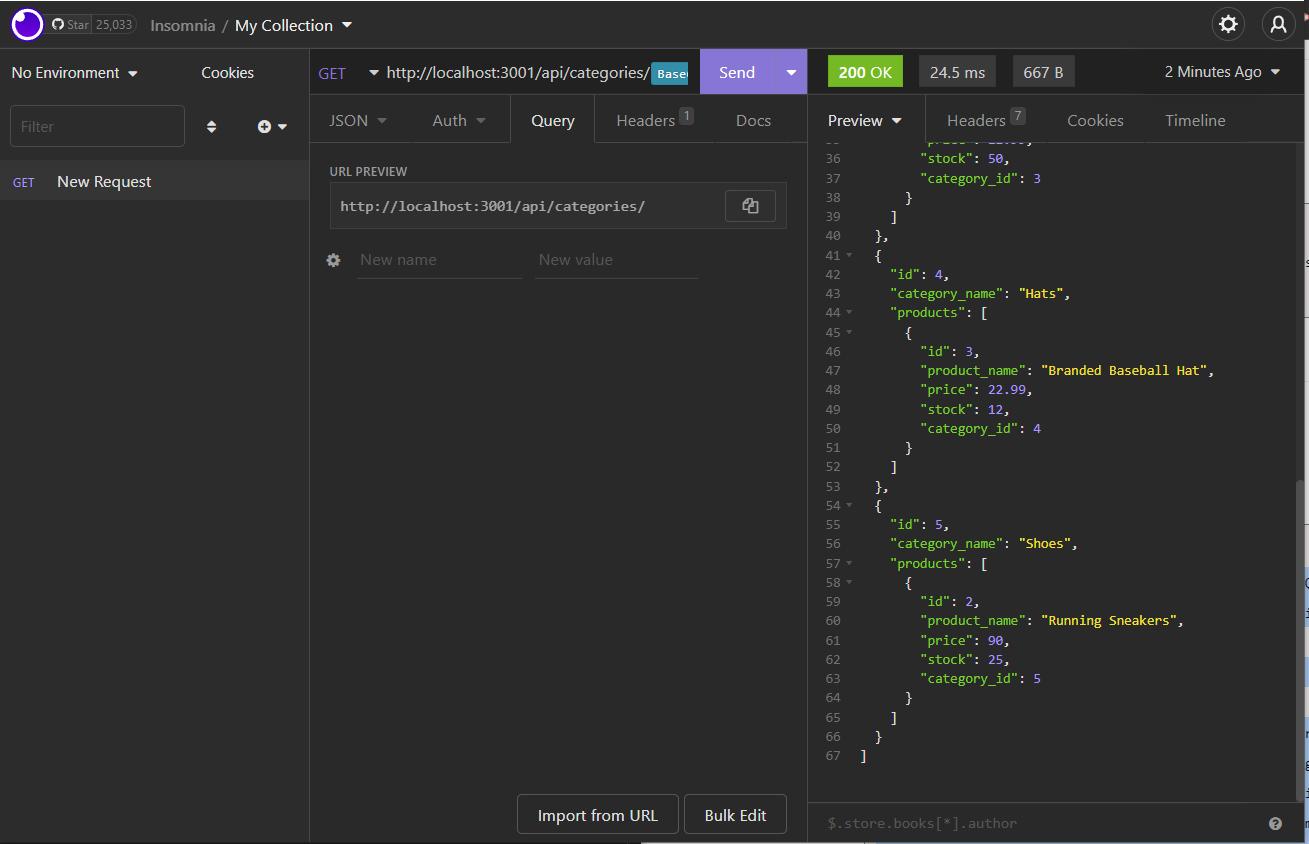 Star 25,033 Insomnia / My Collection
No Environment Cookies
Filter
GET New Request
GET http://localhost:3001/api/categories/ Base Send
JSON Auth Query Headers 1 Docs
URL PREVIEW
http://localhost:3001/api/categories/
New name New value
Import from URL Bulk Edit
200 OK 24.5 ms 667 B 2 Minutes Ago
Preview Headers 7 Cookies Timeline
36 "stock": 50,
37 "category_id": 3
38 }
39 ]
40 },
41 {
42 "id": 4,
43 "category_name": "Hats",
44 "products": [
45 {
46 "id": 3,
47 "product_name": "Branded Baseball Hat",
48 "price": 22.99,
49 "stock": 12,
50 "category_id": 4
51 }
52 ]
53 },
54 {
55 "id": 5,
56 "category_name": "Shoes",
57 "products": [
58 {
59 "id": 2,
60 "product_name": "Running Sneakers",
61 "price": 90,
62 "stock": 25,
63 "category_id": 5
64 }
65 ]
66 }
67 ]
$.store.books[*].author